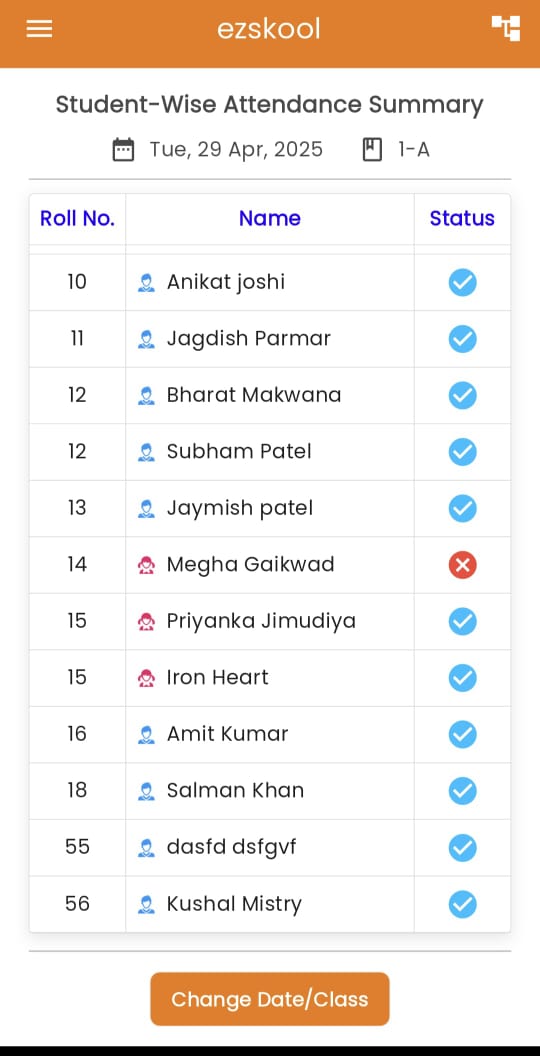 ezskool
Student-Wise Attendance Summary
Tue, 29 Apr, 2025 1-A
Roll No. Name Status
10 Anikat joshi
11 Jagdish Parmar
12 Bharat Makwana
12 Subham Patel
13 Jaymish patel
14 Megha Gaikwad
15 Priyanka Jimudiya
15 Iron Heart
16 Amit Kumar
18 Salman Khan
55 dasfd dsfgvf
56 Kushal Mistry
Change Date/Class